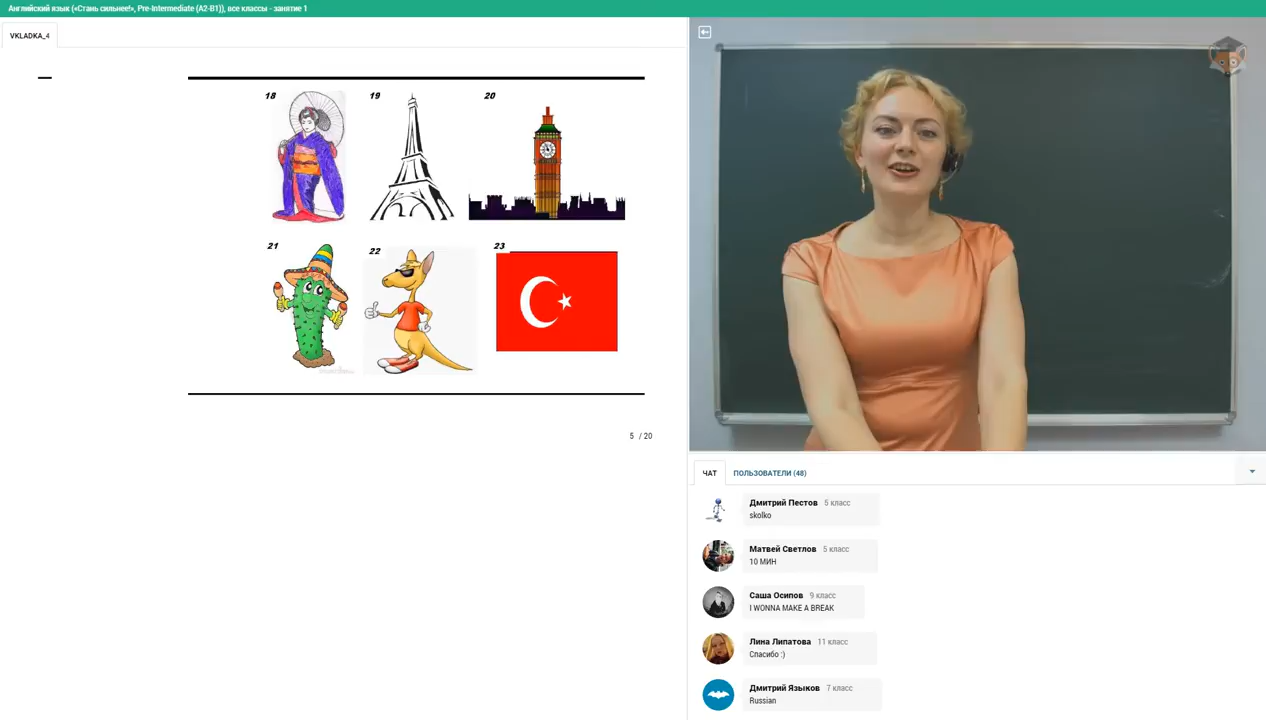 Английский язык («Стань сильнее!», Pre-Intermediate (A2-B1)), все классы - занятие 1
VKLADKA_4
18
19
20
21
22
23
5 / 20
ЧАТ ПОЛЬЗОВАТЕЛИ (48)
Дмитрий Пестов 5 класс
skolko
Матвей Светлов 5 класс
10 МИН
Саша Осипов 9 класс
I WONNA MAKE A BREAK
Лина Липатова 11 класс
Спасибо :)
Дмитрий Языков 7 класс
Russian